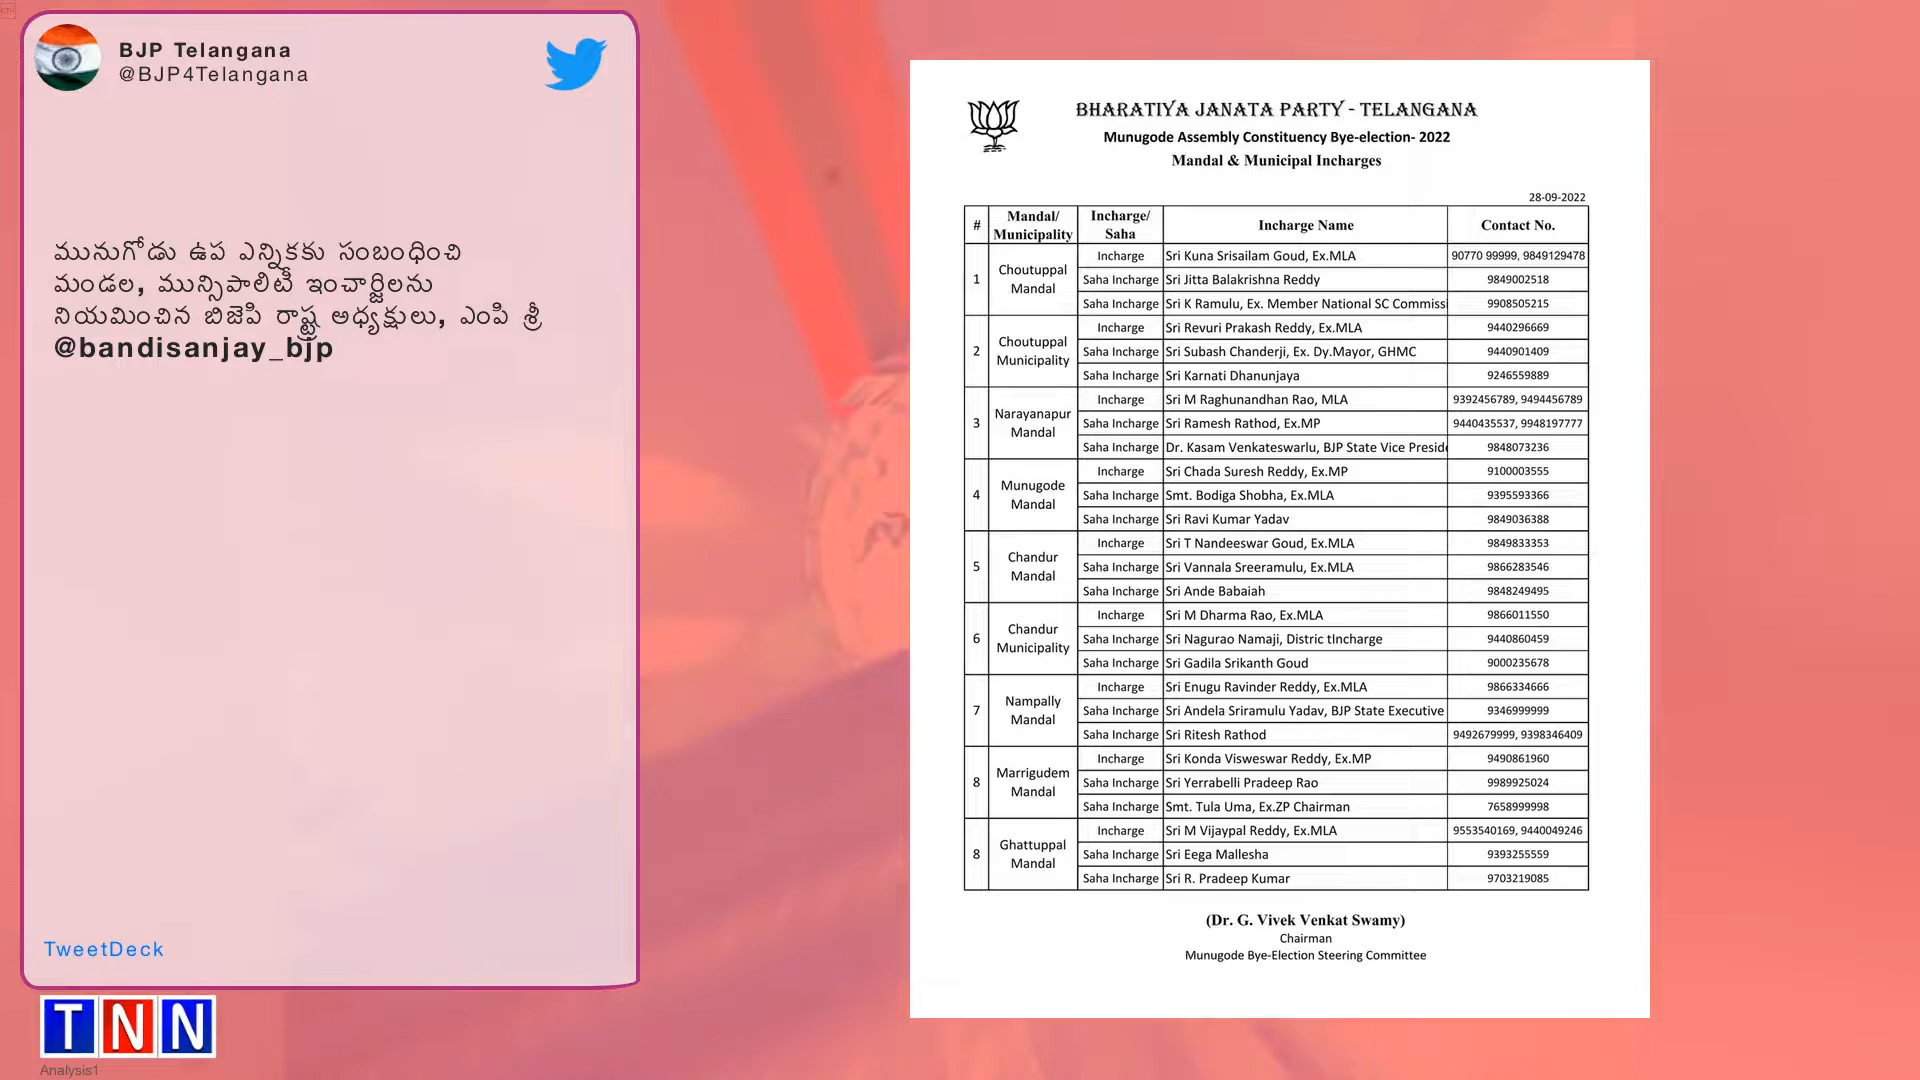 BJP Telangana
@BJP4Telangana
మునుగోడు ఉప ఎన్నికకు సంబంధించి
మండల, మున్సిపాలిటీ ఇంచార్జిలను
నియమించిన బిజెపి రాష్ట్ర అధ్యక్షులు, ఎంపి శ్రీ
@bandisanjay_bjp
TweetDeck
TNN
Analysis1
BHARATIYA JANATA PARTY - TELANGANA
Munugode Assembly Constituency Bye-election- 2022
Mandal & Municipal Incharges
28-09-2022
# Mandal/ Municipality Incharge/ Saha Incharge Name Contact No.
1 Choutuppal Mandal Incharge Sri Kuna Srisailam Goud, Ex.MLA 90770 99999, 9849129478
Saha Incharge Sri Jitta Balakrishna Reddy 9849002518
Saha Incharge Sri K Ramulu, Ex. Member National SC Commissi 9908505215
2 Choutuppal Municipality Incharge Sri Revuri Prakash Reddy, Ex.MLA 9440296669
Saha Incharge Sri Subash Chanderji, Ex. Dy.Mayor, GHMC 9440901409
Saha Incharge Sri Karnati Dhanunjaya 9246559889
3 Narayanapur Mandal Incharge Sri M Raghunandhan Rao, MLA 9392456789, 9494456789
Saha Incharge Sri Ramesh Rathod, Ex.MP 9440435537, 9948197777
Saha Incharge Dr. Kasam Venkateswarlu, BJP State Vice Preside 9848073236
4 Munugode Mandal Incharge Sri Chada Suresh Reddy, Ex.MP 9100003555
Saha Incharge Smt. Bodiga Shobha, Ex.MLA 9395593366
Saha Incharge Sri Ravi Kumar Yadav 9849036388
5 Chandur Mandal Incharge Sri T Nandeeswar Goud, Ex.MLA 9849833353
Saha Incharge Sri Vannala Sreeramulu, Ex.MLA 9866283546
Saha Incharge Sri Ande Babaiah 9848249495
6 Chandur Municipality Incharge Sri M Dharma Rao, Ex.MLA 9866011550
Saha Incharge Sri Nagurao Namaji, Distric tIncharge 9440860459
Saha Incharge Sri Gadila Srikanth Goud 9000235678
7 Nampally Mandal Incharge Sri Enugu Ravinder Reddy, Ex.MLA 9866334666
Saha Incharge Sri Andela Sriramulu Yadav, BJP State Executive 9346999999
Saha Incharge Sri Ritesh Rathod 9492679999, 9398346409
8 Marrigudem Mandal Incharge Sri Konda Visweswar Reddy, Ex.MP 9490861960
Saha Incharge Sri Yerrabelli Pradeep Rao 9989925024
Saha Incharge Smt. Tula Uma, Ex.ZP Chairman 7658999998
8 Ghattuppal Mandal Incharge Sri M Vijaypal Reddy, Ex.MLA 9553540169, 9440049246
Saha Incharge Sri Eega Mallesha 9393255559
Saha Incharge Sri R. Pradeep Kumar 9703219085
(Dr. G. Vivek Venkat Swamy)
Chairman
Munugode Bye-Election Steering Committee